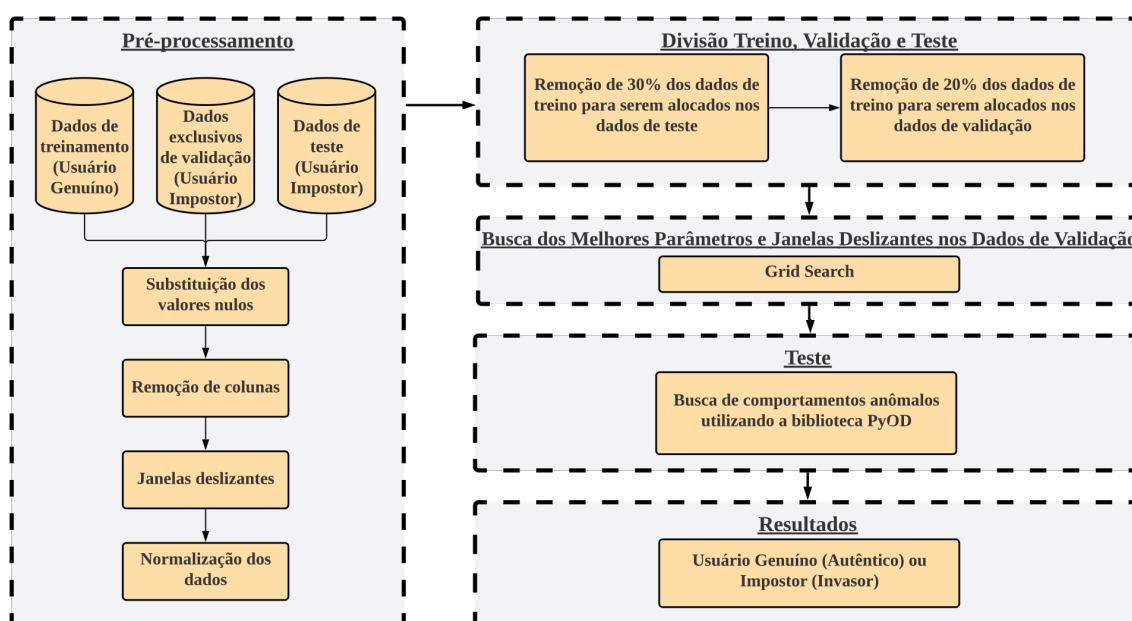 Pré-processamento
Dados de
treinamento
(Usuário
Genuíno)
Dados
exclusivos
de validação
(Usuário
Impostor)
Dados de
teste
(Usuário
Impostor)
Substituição dos
valores nulos
Remoção de colunas
Janelas deslizantes
Normalização dos
dados
Divisão Treino, Validação e Teste
Remoção de 30% dos dados de
treino para serem alocados nos
dados de teste
Remoção de 20% dos dados de
treino para serem alocados nos
dados de validação
Busca dos Melhores Parâmetros e Janelas Deslizantes nos Dados de Validação
Grid Search
Teste
Busca de comportamentos anômalos
utilizando a biblioteca PyOD
Resultados
Usuário Genuíno (Autêntico) ou
Impostor (Invasor)